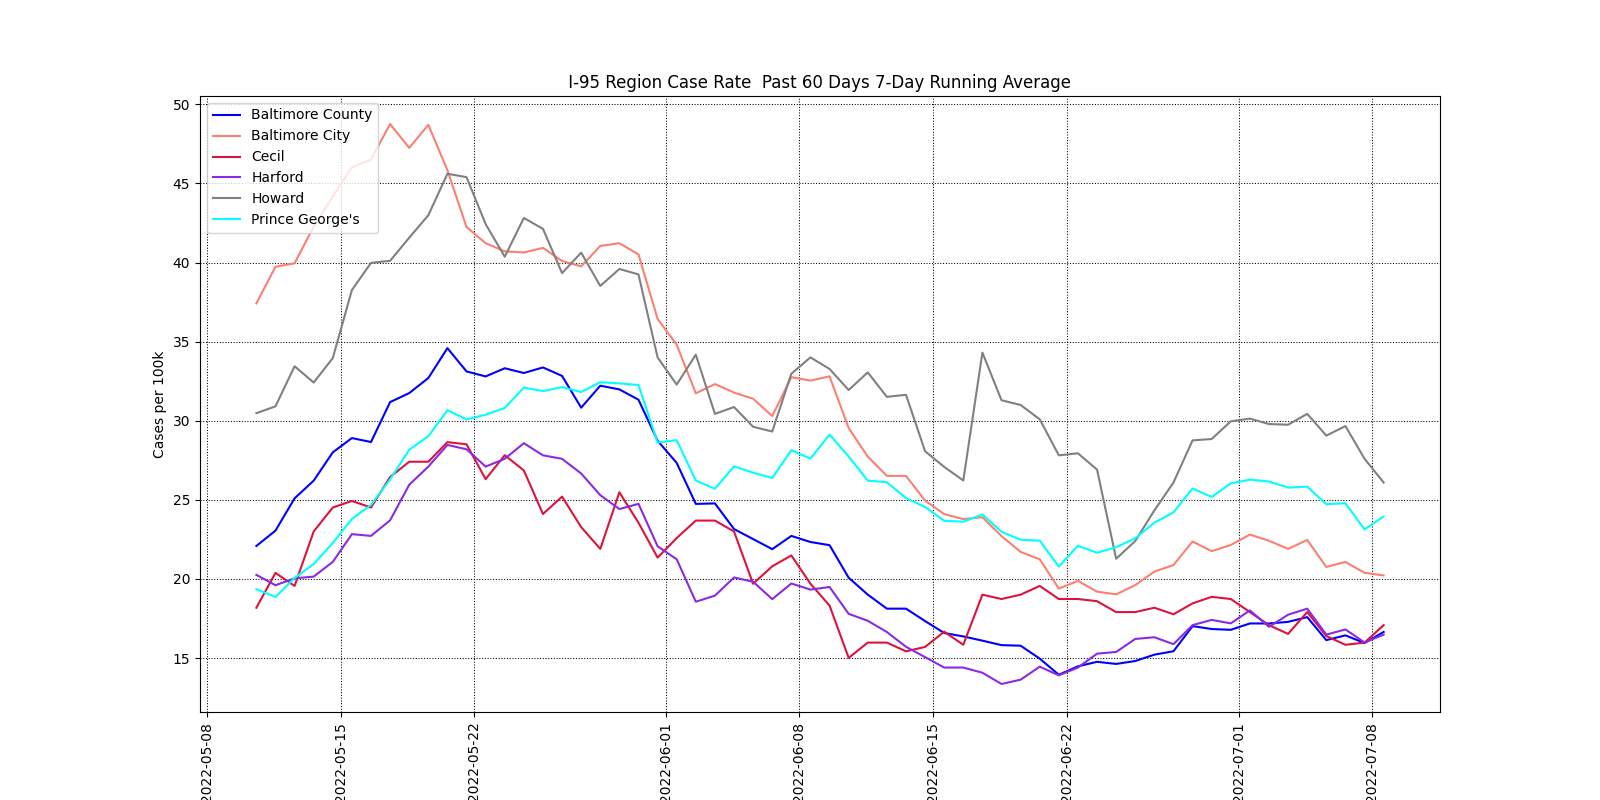 I-95 Region Case Rate  Past 60 Days 7-Day Running Average
Cases per 100k
50
45
40
35
30
25
20
15
Baltimore County
Baltimore City
Cecil
Harford
Howard
Prince George's
2022-05-08
2022-05-15
2022-05-22
2022-06-01
2022-06-08
2022-06-15
2022-06-22
2022-07-01
2022-07-08